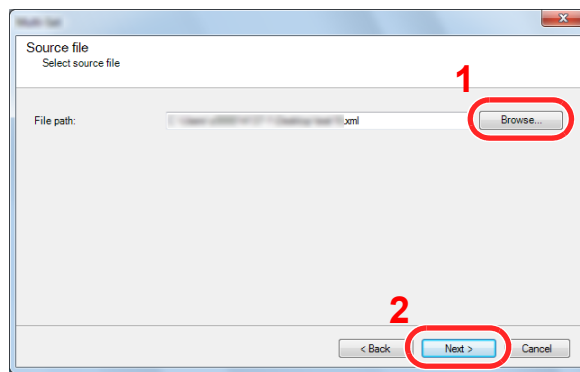 Source file
Select source file
1
File path: .xml Browse...
2
< Back Next > Cancel